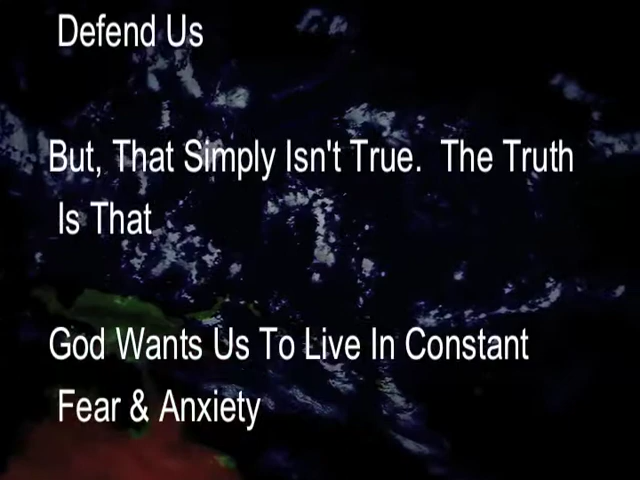 Defend Us
But, That Simply Isn't True. The Truth
Is That
God Wants Us To Live In Constant
Fear & Anxiety